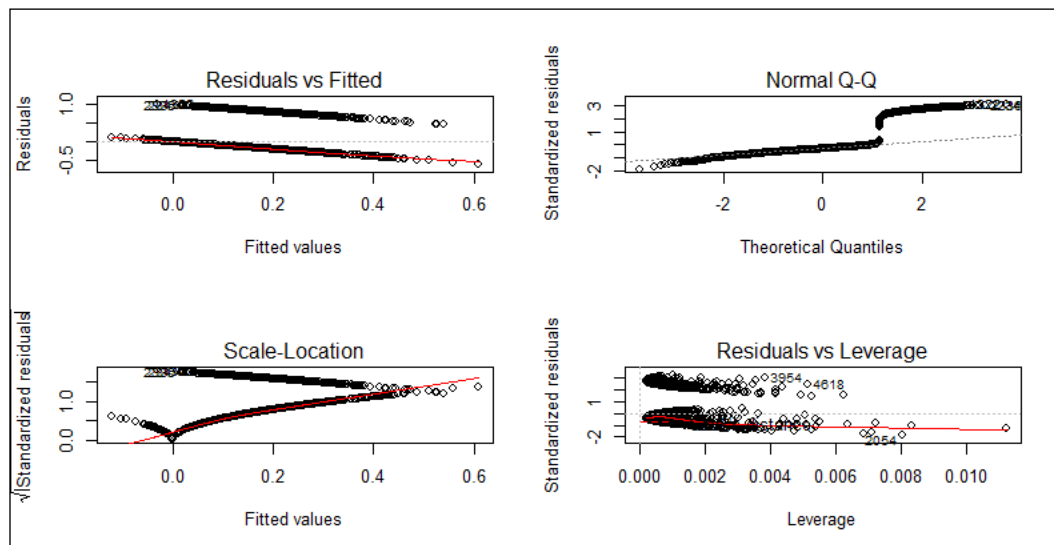 Residuals vs Fitted
Residuals
1.0
-0.5
0.0
0.2
0.4
0.6
Fitted values
Normal Q-Q
Standardized residuals
3
1
-2
-2
0
2
Theoretical Quantiles
Scale-Location
√|Standardized residuals|
1.0
0.0
0.0
0.2
0.4
0.6
Fitted values
Residuals vs Leverage
Standardized residuals
1
-2
3954
4618
2054
0.000
0.002
0.004
0.006
0.008
0.010
Leverage